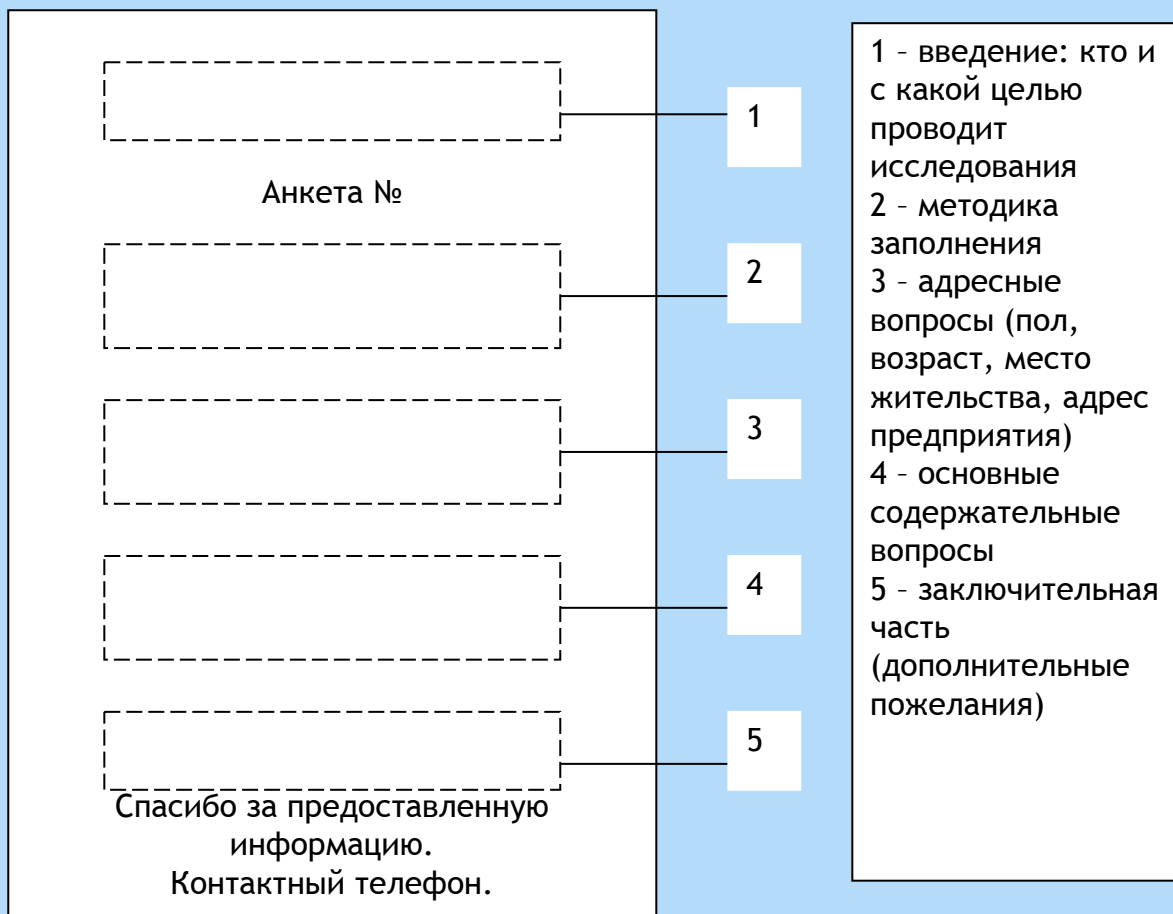 1
Анкета №
2
3
4
5
Спасибо за предоставленную
информацию.
Контактный телефон.
1 – введение: кто и
с какой целью
проводит
исследования
2 – методика
заполнения
3 – адресные
вопросы (пол,
возраст, место
жительства, адрес
предприятия)
4 – основные
содержательные
вопросы
5 – заключительная
часть
(дополнительные
пожелания)